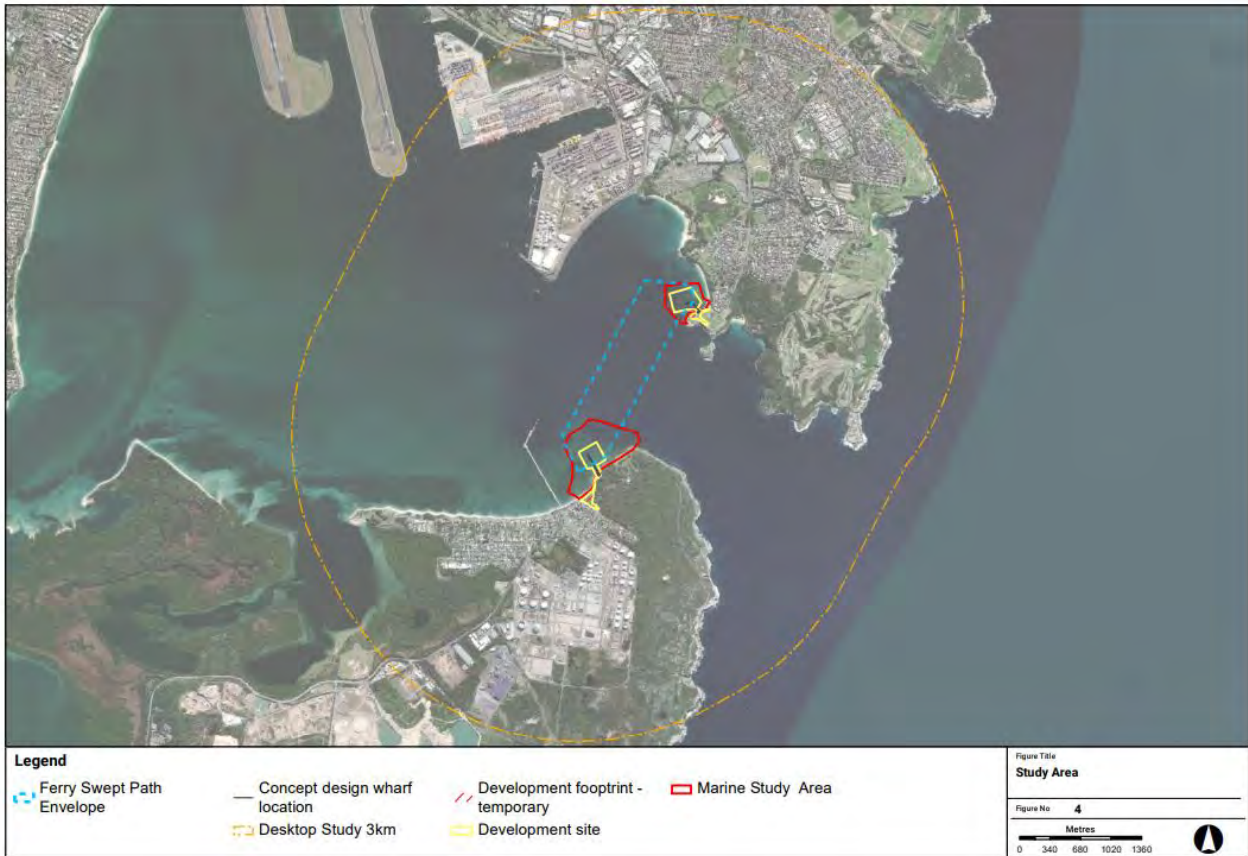 Legend
Ferry Swept Path
Envelope
Concept design wharf
location
Desktop Study 3km
Development fooptrint -
temporary
Development site
Marine Study Area
Figure Title
Study Area
Figure No 4
Metres
0 340 680 1020 1360